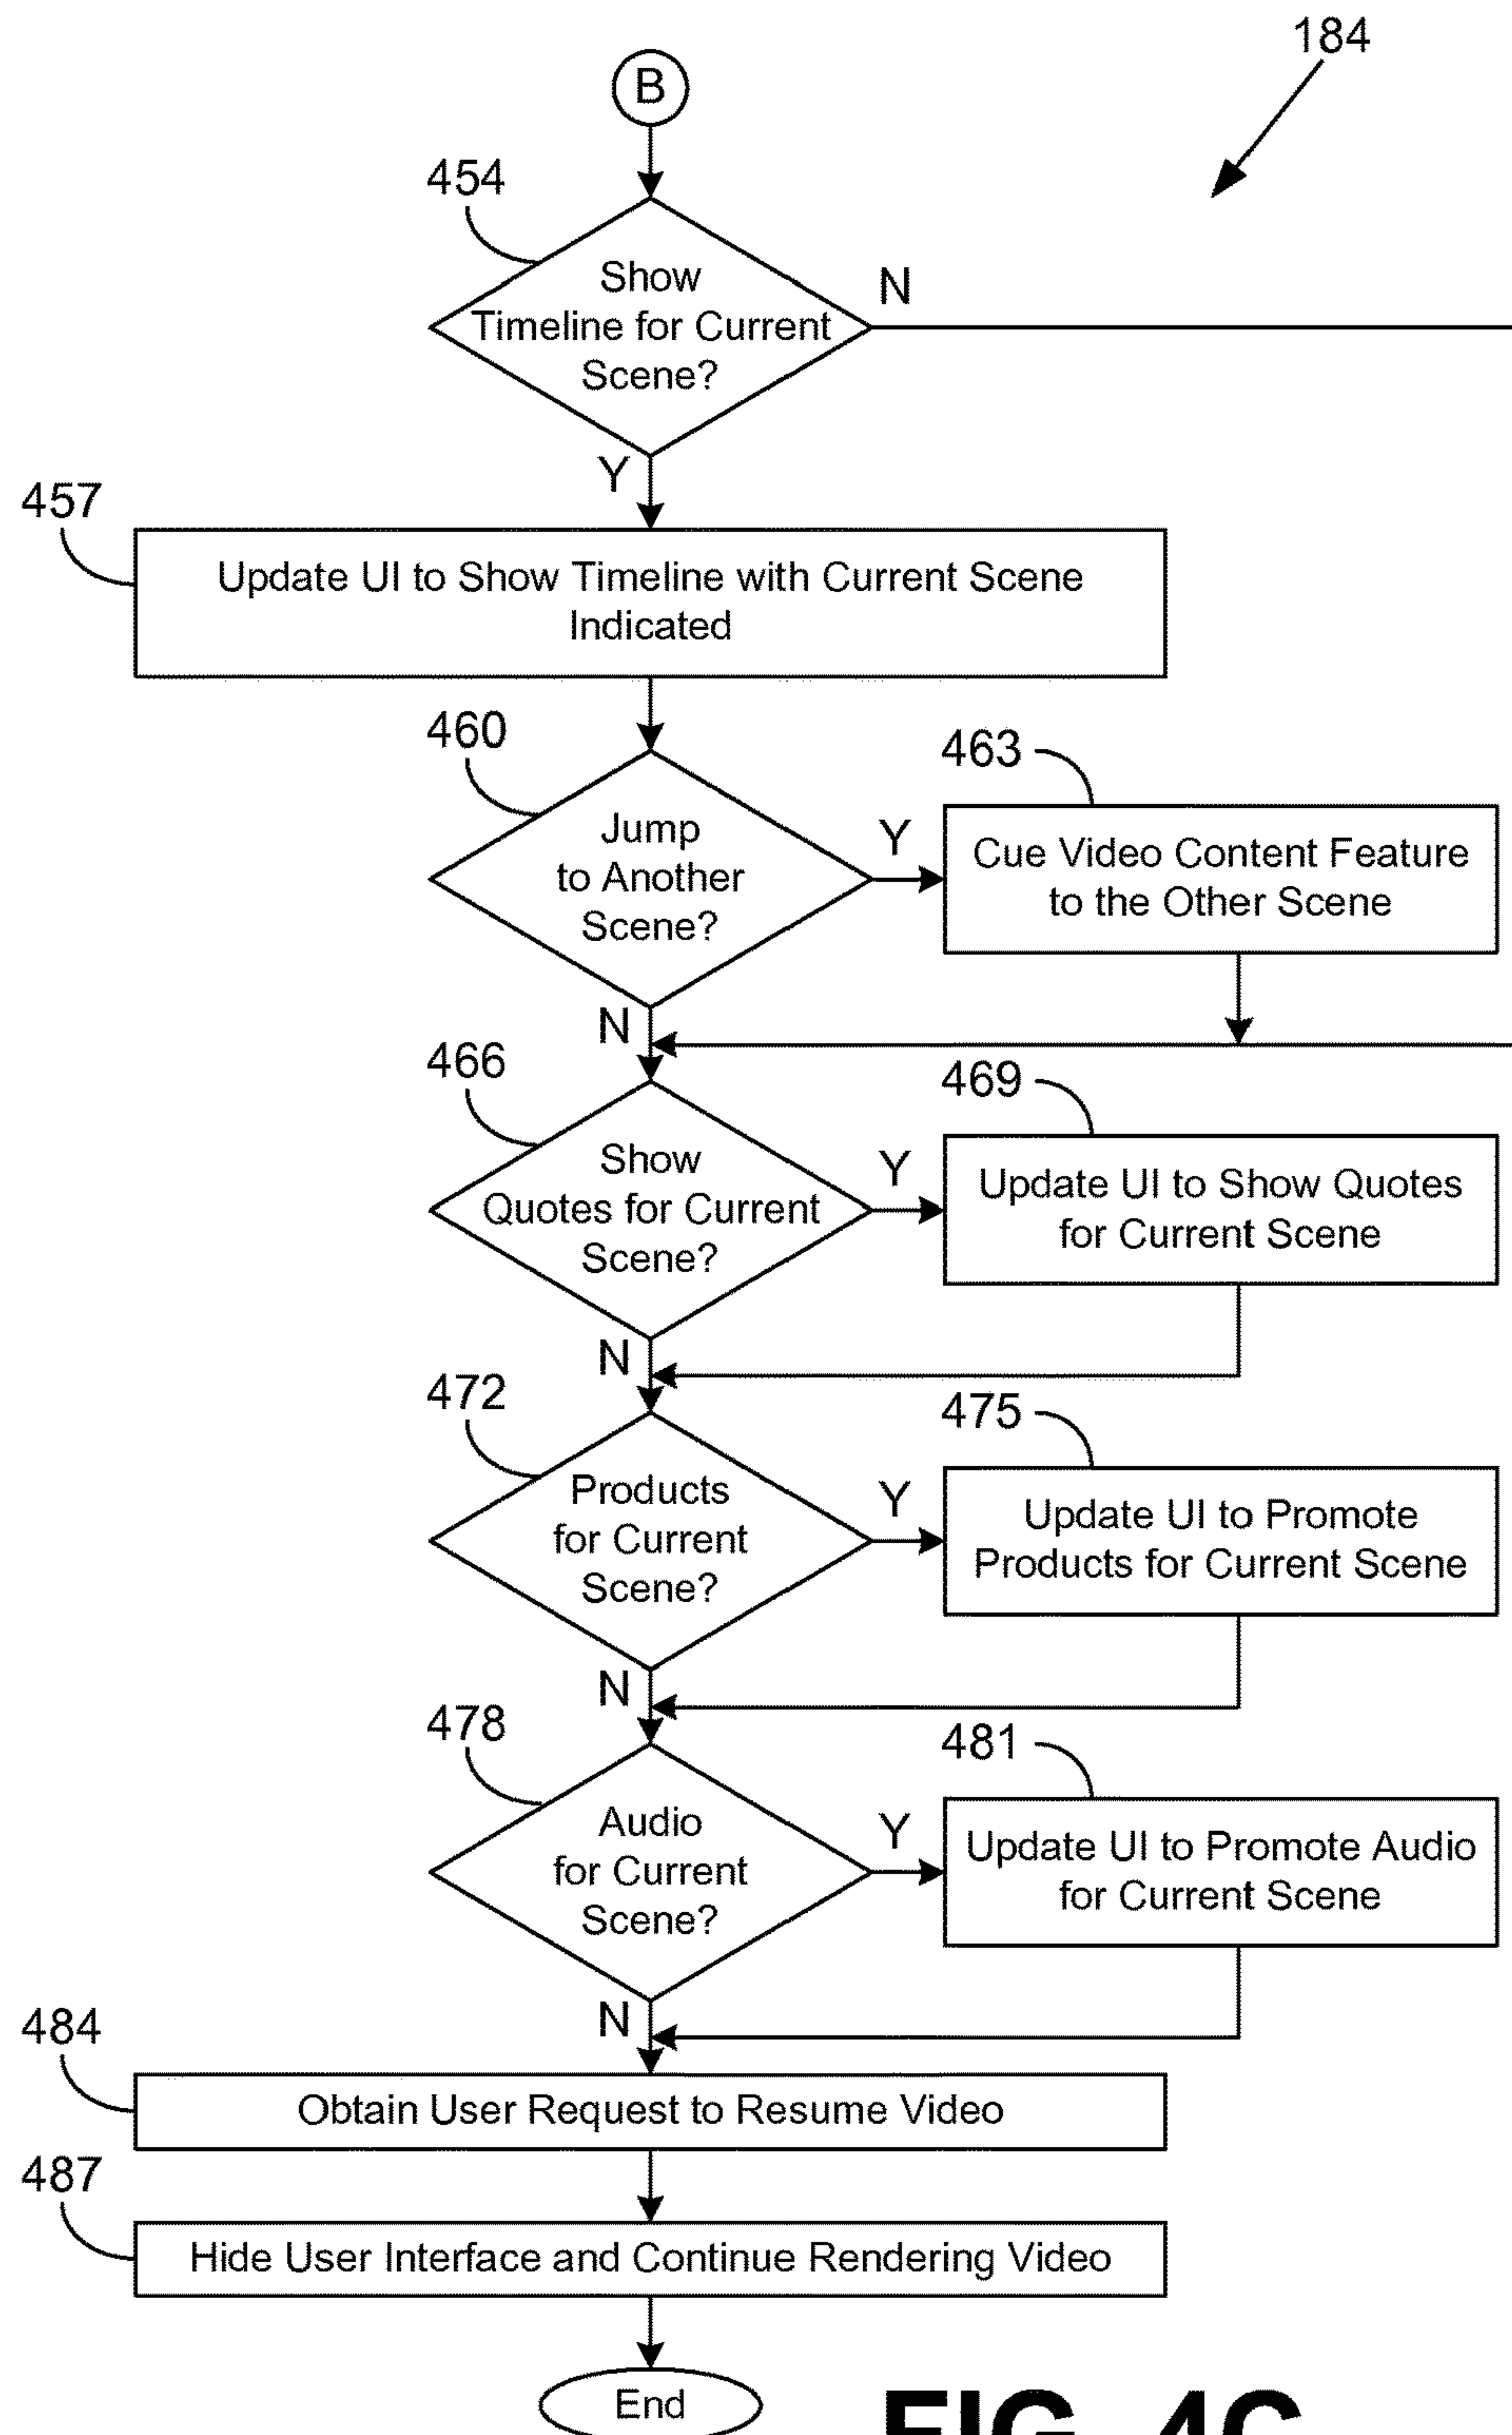 184
B
454
Show
Timeline for Current
Scene?
N
Y
457
Update UI to Show Timeline with Current Scene
Indicated
460
Jump
to Another
Scene?
Y
463
Cue Video Content Feature
to the Other Scene
N
466
Show
Quotes for Current
Scene?
Y
469
Update UI to Show Quotes
for Current Scene
N
472
Products
for Current
Scene?
Y
475
Update UI to Promote
Products for Current Scene
N
478
Audio
for Current
Scene?
Y
481
Update UI to Promote Audio
for Current Scene
N
484
Obtain User Request to Resume Video
487
Hide User Interface and Continue Rendering Video
End
FIG. 4C